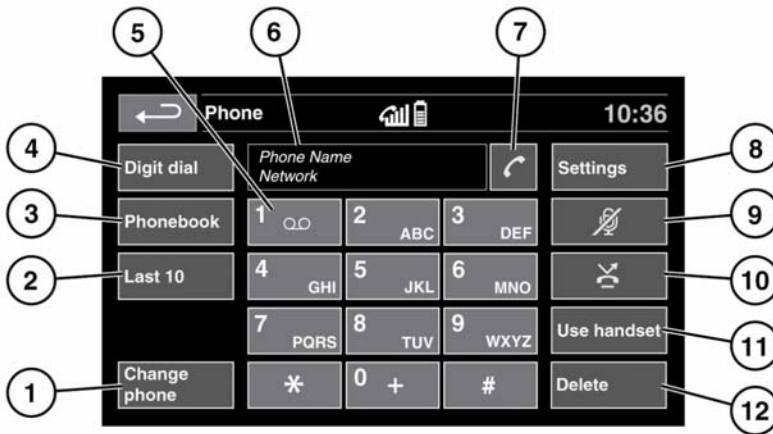 5
6
7
Phone
10:36
4
Digit dial
Phone Name
Network
Settings
8
3
Phonebook
1
2 ABC
3 DEF
9
2
Last 10
4 GHI
5 JKL
6 MNO
10
7 PQRS
8 TUV
9 WXYZ
Use handset
11
1
Change
phone
*
0 +
#
Delete
12